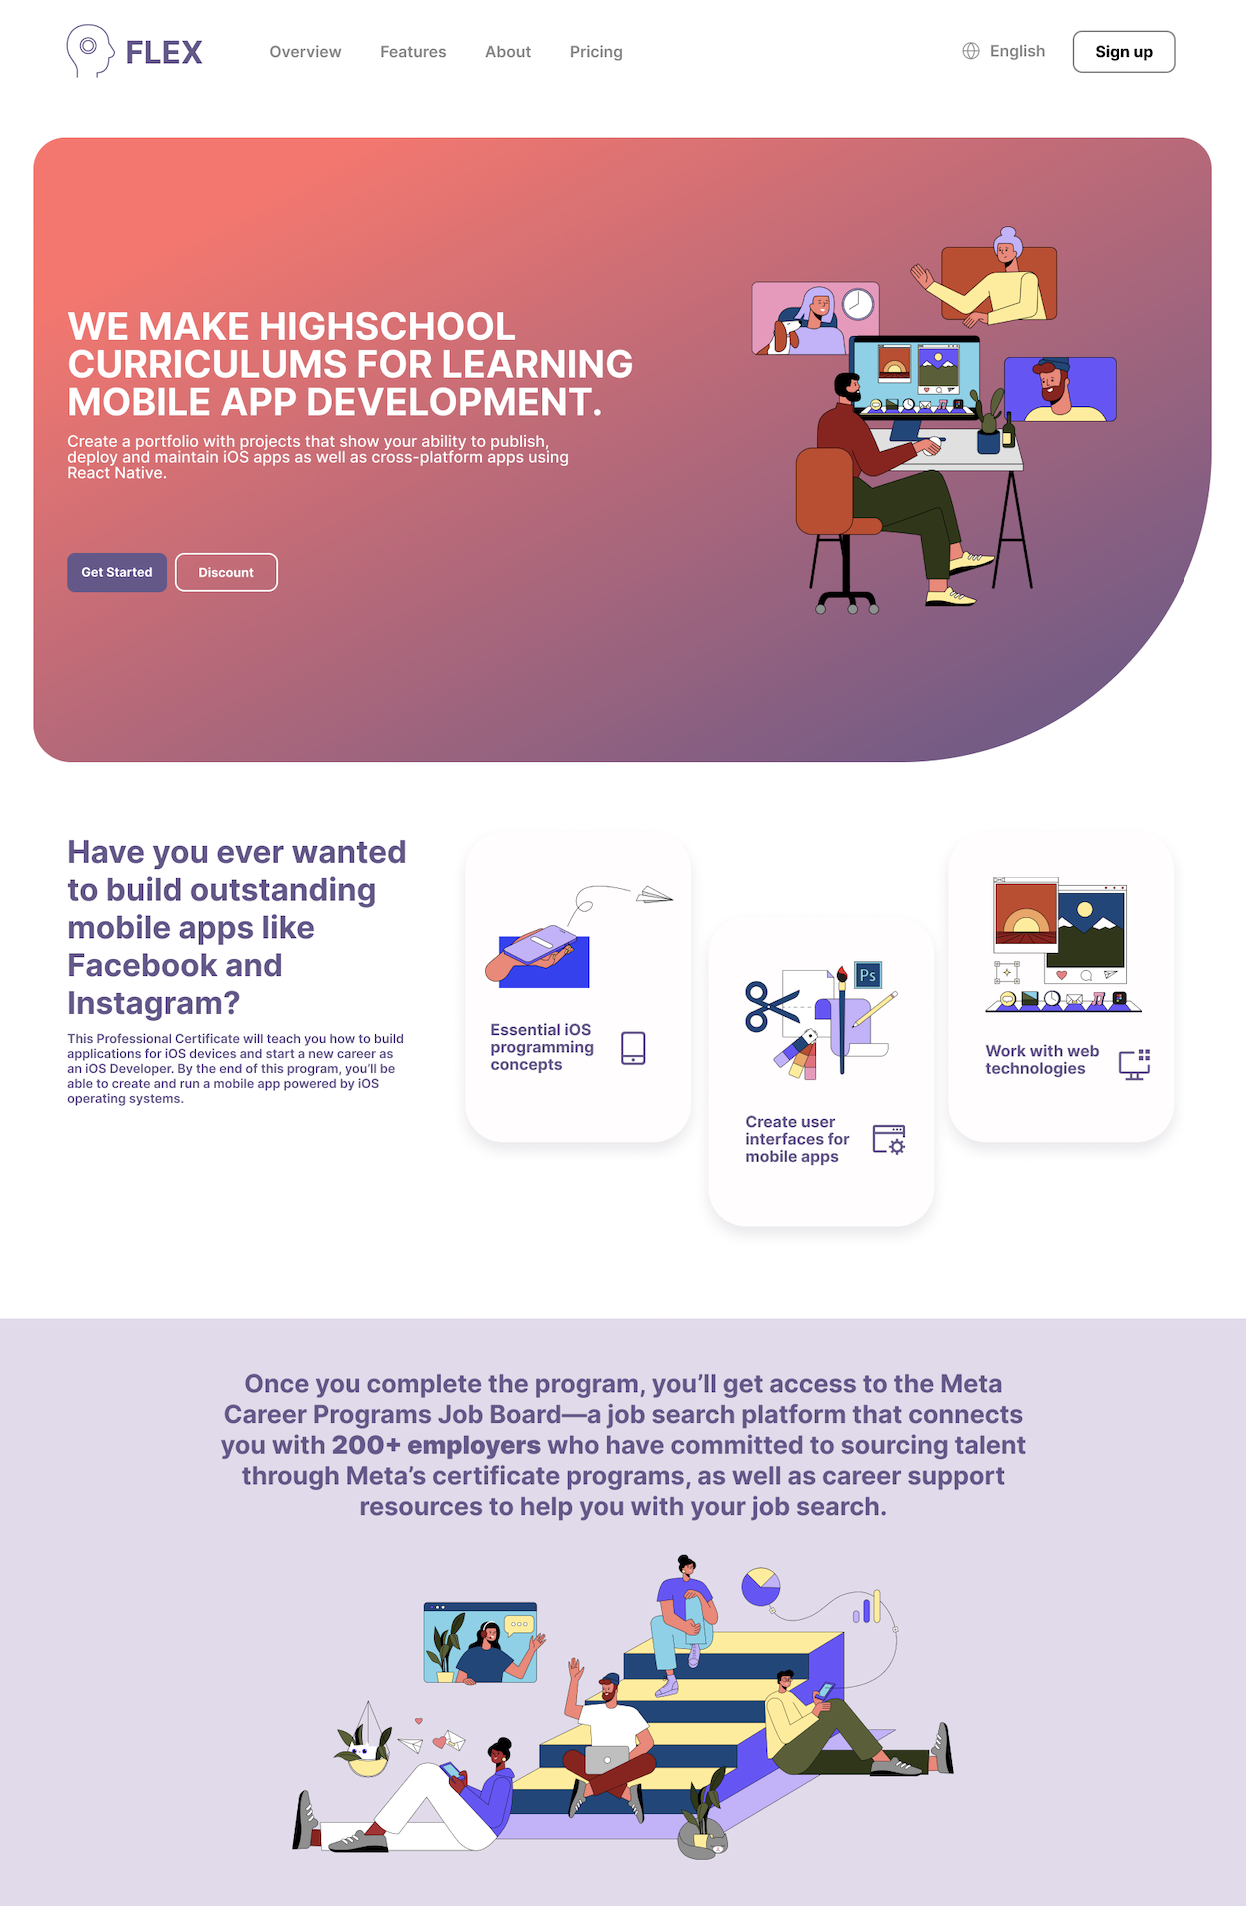 FLEX
Overview
Features
About
Pricing
English
Sign up
WE MAKE HIGHSCHOOL
CURRICULUMS FOR LEARNING
MOBILE APP DEVELOPMENT.
Create a portfolio with projects that show your ability to publish,
deploy and maintain iOS apps as well as cross-platform apps using
React Native.
Get Started
Discount
Have you ever wanted
to build outstanding
mobile apps like
Facebook and
Instagram?
This Professional Certificate will teach you how to build
applications for iOS devices and start a new career as
an iOS Developer. By the end of this program, you’ll be
able to create and run a mobile app powered by iOS
operating systems.
Essential iOS
programming
concepts
Ps
Create user
interfaces for
mobile apps
Work with web
technologies
Once you complete the program, you’ll get access to the Meta
Career Programs Job Board—a job search platform that connects
you with 200+ employers who have committed to sourcing talent
through Meta’s certificate programs, as well as career support
resources to help you with your job search.